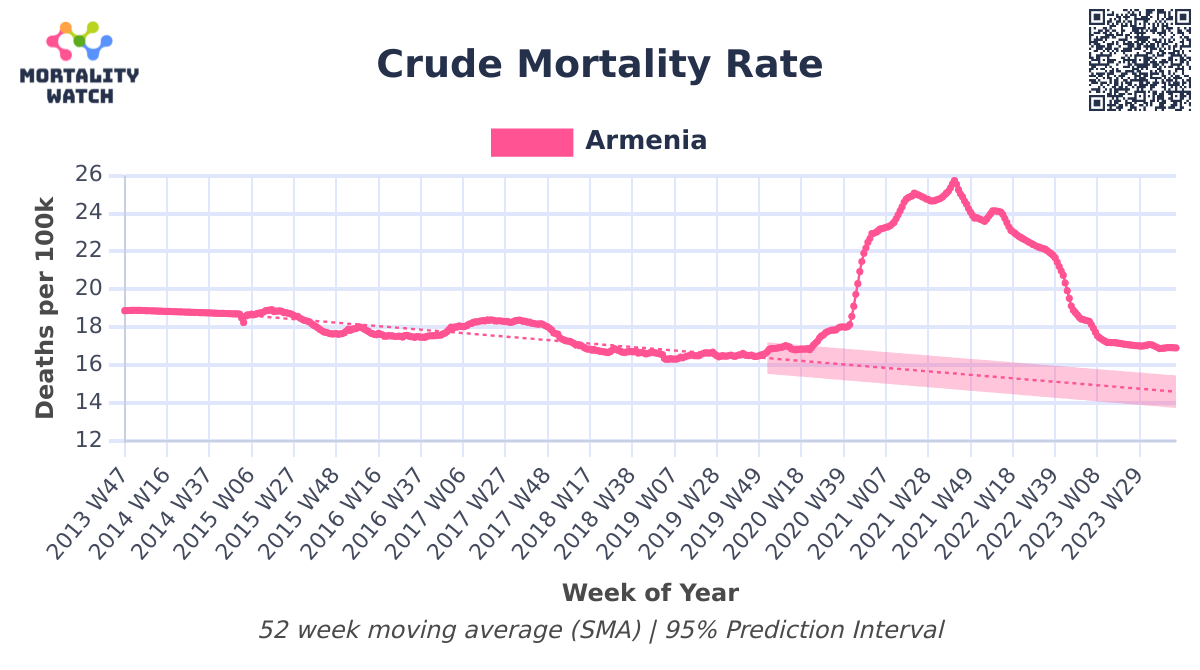 MORTALITY
WATCH
Crude Mortality Rate
Armenia
Deaths per 100k
26
24
22
20
18
16
14
12
2013 W47
2014 W16
2014 W37
2015 W06
2015 W27
2015 W48
2016 W16
2016 W37
2017 W06
2017 W27
2017 W48
2018 W17
2018 W38
2019 W07
2019 W28
2019 W49
2020 W18
2020 W39
2021 W07
2021 W28
2021 W49
2022 W18
2022 W39
2023 W08
2023 W29
Week of Year
52 week moving average (SMA) | 95% Prediction Interval